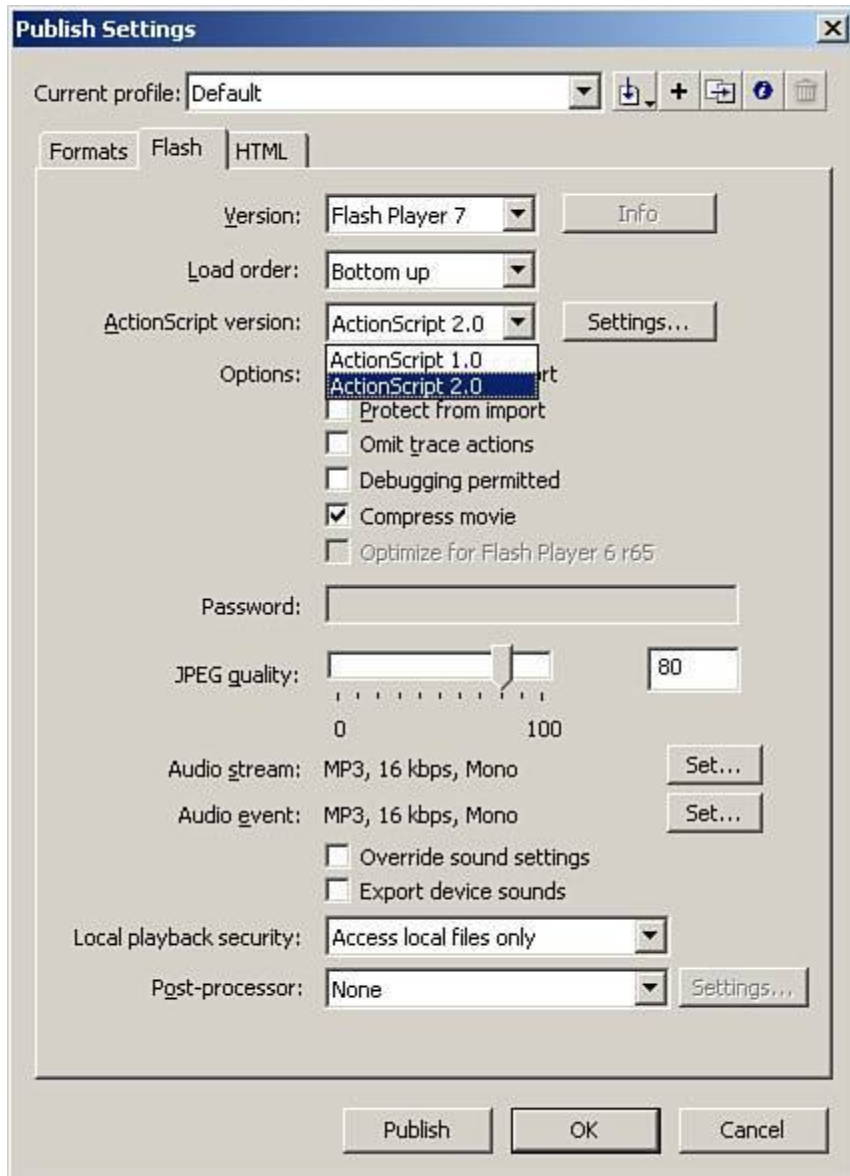 Publish Settings
Current profile: Default
Formats Flash HTML
Version: Flash Player 7 Info
Load order: Bottom up
ActionScript version: ActionScript 2.0 Settings...
ActionScript 1.0
Options: ActionScript 2.0 rt
Protect from import
Omit trace actions
Debugging permitted
Compress movie
Optimize for Flash Player 6 r65
Password:
JPEG quality: 80
0 100
Audio stream: MP3, 16 kbps, Mono Set...
Audio event: MP3, 16 kbps, Mono Set...
Override sound settings
Export device sounds
Local playback security: Access local files only
Post-processor: None Settings...
Publish OK Cancel